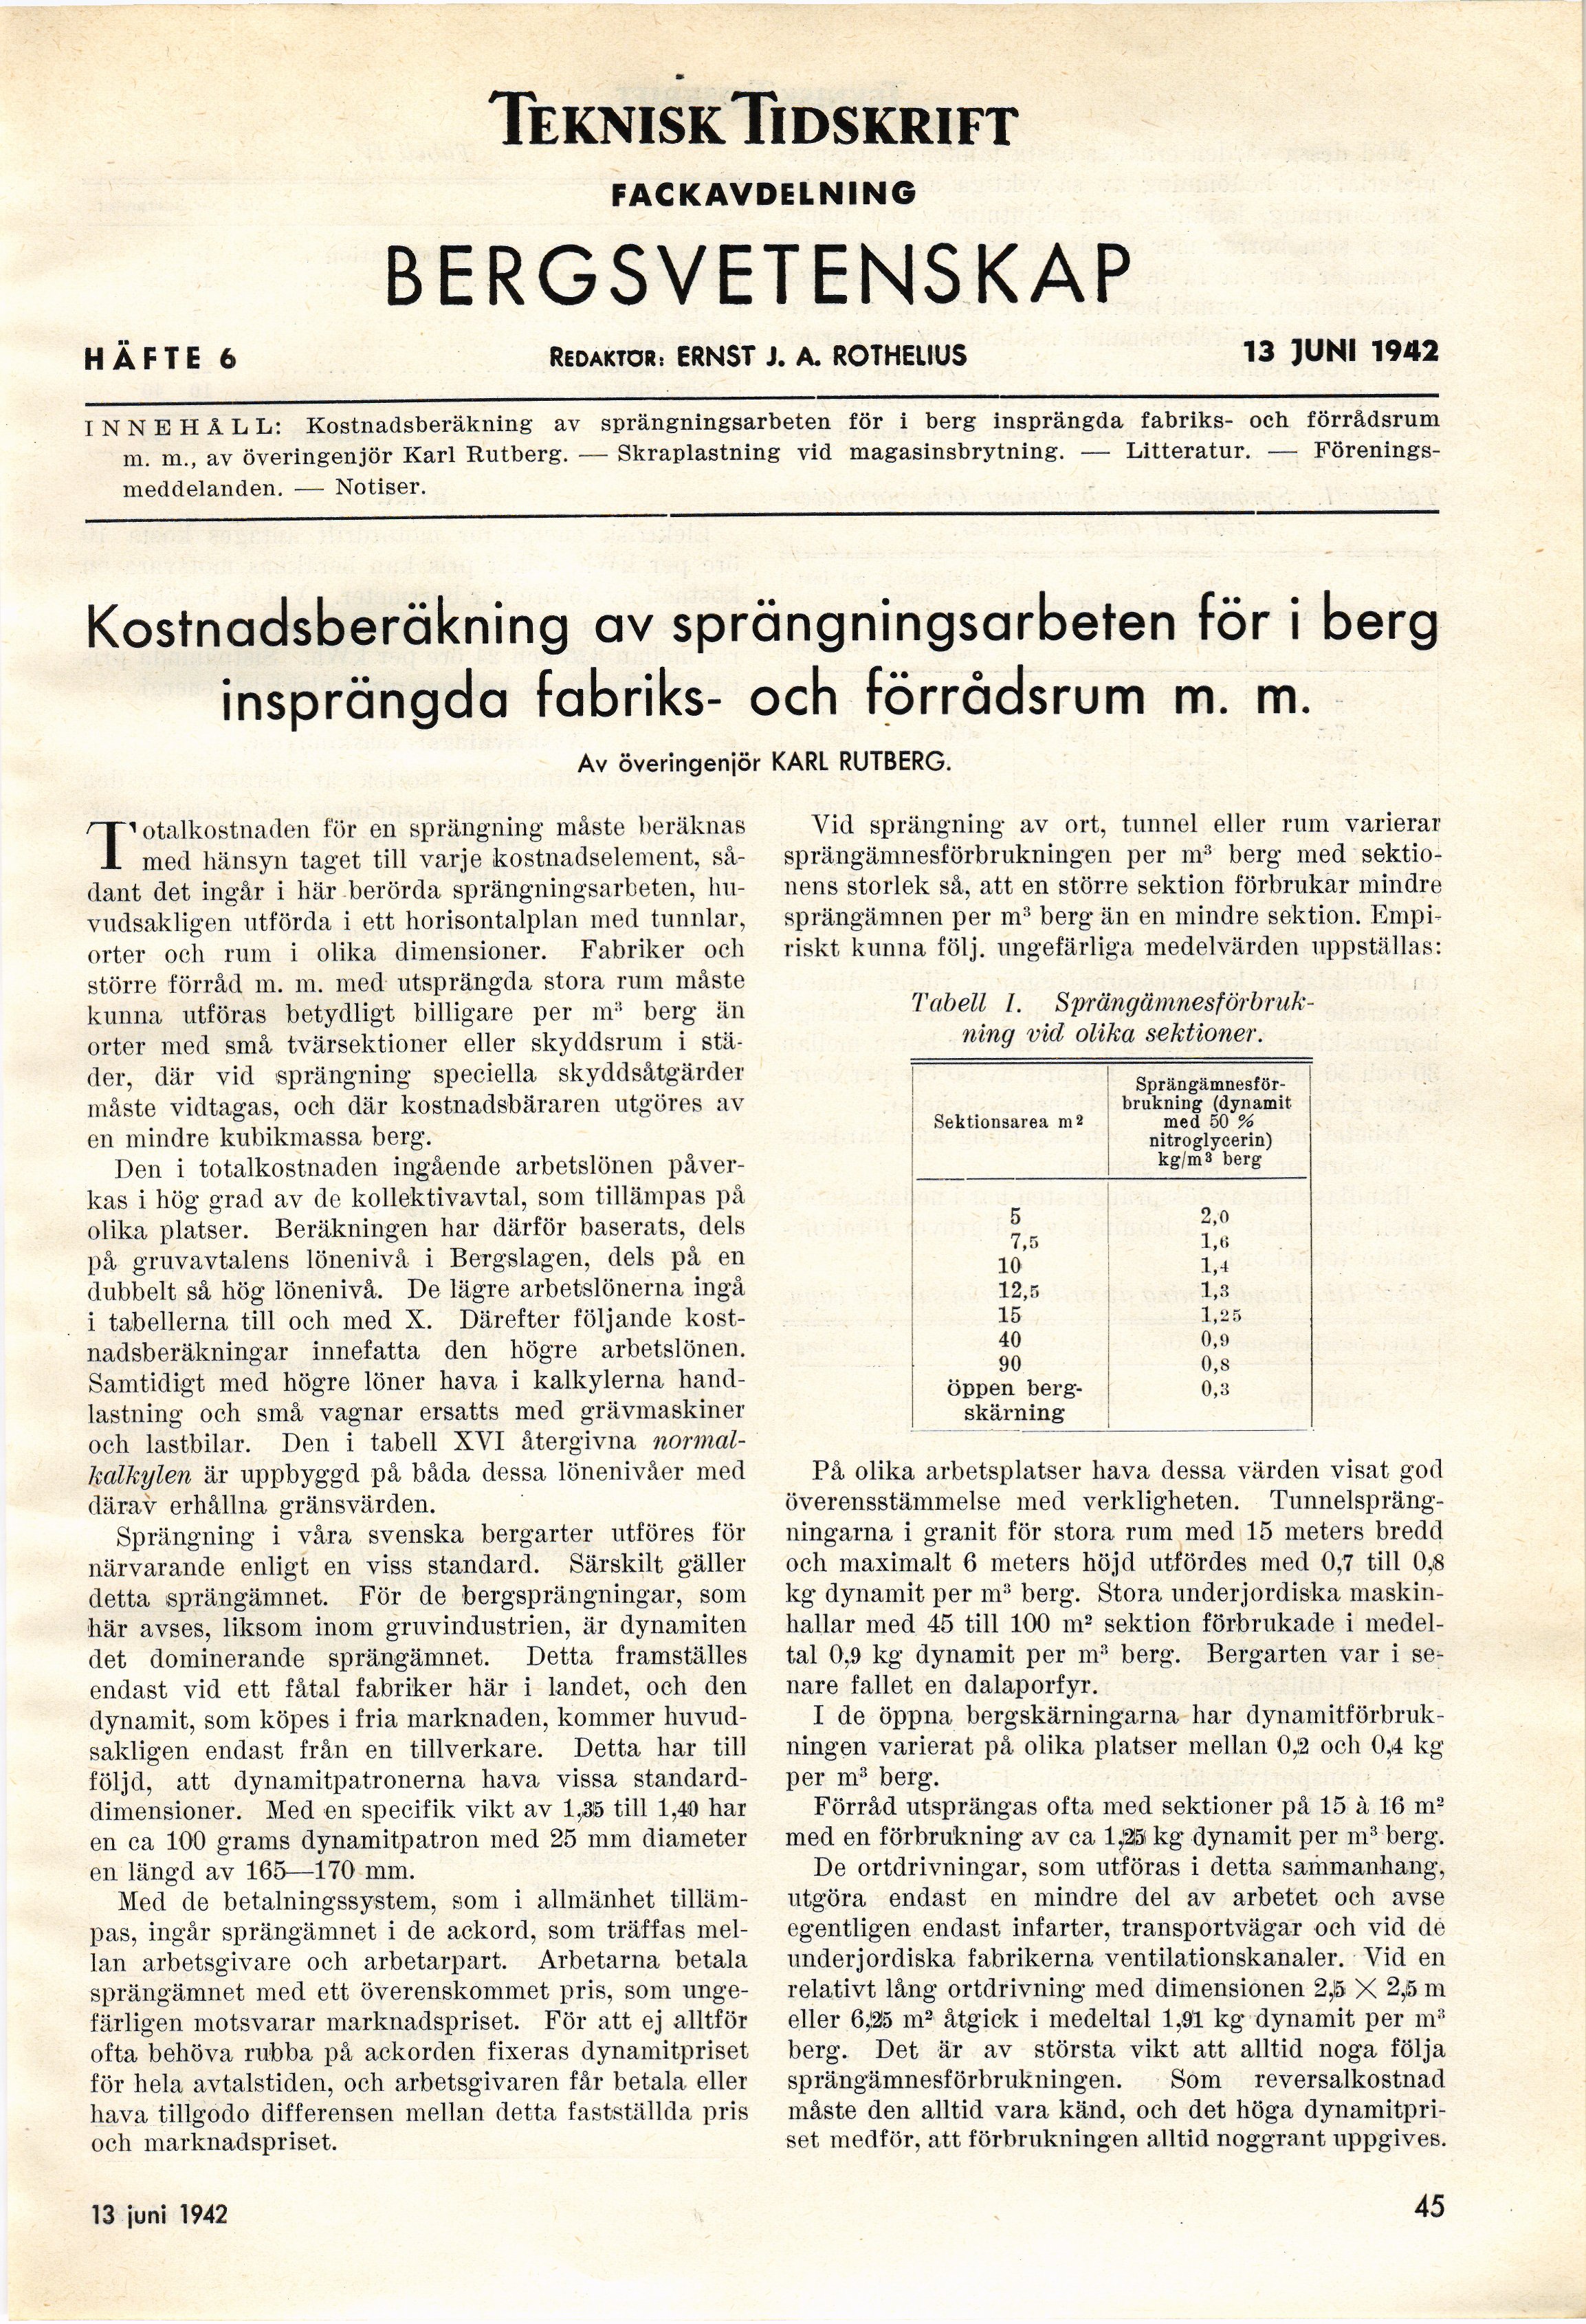 TEKNISK TIDSKRIFT
FACKAVDELNING
BERGSVETENSKAP
HÄFTE 6
REDAKTÖR: ERNST J. A. ROTHELIUS
13 JUNI 1942
INNEHÅLL: Kostnadsberäkning av sprängningsarbeten för i berg insprängda fabriks- och förrådsrum
m. m., av överingenjör Karl Rutberg. — Skraplastning vid magasinsbrytning. — Litteratur. — Förenings-
meddelanden. — Notiser.
Kostnadsberäkning av sprängningsarbeten för i berg
insprängda fabriks- och förrådsrum m. m.
Av överingenjör KARL RUTBERG.
Totalkostnaden för en sprängning måste beräknas
med hänsyn taget till varje kostnadselement, så-
dant det ingår i här berörda sprängningsarbeten, hu-
vudsakligen utförda i ett horisontalplan med tunnlar,
orter och rum i olika dimensioner. Fabriker och
större förråd m. m. med utsprängda stora rum måste
kunna utföras betydligt billigare per m³ berg än
orter med små tvärsektioner eller skyddsrum i stä-
der, där vid sprängning speciella skyddsåtgärder
måste vidtagas, och där kostnadsbäraren utgöres av
en mindre kubikmassa berg.
Den i totalkostnaden ingående arbetslönen påver-
kas i hög grad av de kollektivavtal, som tillämpas på
olika platser. Beräkningen har därför baserats, dels
på gruvavtalens lönenivå i Bergslagen, dels på en
dubbelt så hög lönenivå. De lägre arbetslönerna ingå
i tabellerna till och med X. Därefter följande kost-
nadsberäkningar innefatta den högre arbetslönen.
Samtidigt med högre löner hava i kalkylerna hand-
lastning och små vagnar ersatts med grävmaskiner
och lastbilar. Den i tabell XVI återgivna normal-
kalkylen är uppbyggd på båda dessa lönenivåer med
därav erhållna gränsvärden.
Sprängning i våra svenska bergarter utföres för
närvarande enligt en viss standard. Särskilt gäller
detta sprängämnet. För de bergsprängningar, som
här avses, liksom inom gruvindustrien, är dynamiten
det dominerande sprängämnet. Detta framställes
endast vid ett fåtal fabriker här i landet, och den
dynamit, som köpes i fria marknaden, kommer huvud-
sakligen endast från en tillverkare. Detta har till
följd, att dynamitpatronerna hava vissa standard-
dimensioner. Med en specifik vikt av 1,35 till 1,40 har
en ca 100 grams dynamitpatron med 25 mm diameter
en längd av 165—170 mm.
Med de betalningssystem, som i allmänhet tilläm-
pas, ingår sprängämnet i de ackord, som träffas mel-
lan arbetsgivare och arbetarpart. Arbetarna betala
sprängämnet med ett överenskommet pris, som unge-
färligen motsvarar marknadspriset. För att ej alltför
ofta behöva rubba på ackorden fixeras dynamitpriset
för hela avtalstiden, och arbetsgivaren får betala eller
hava tillgodo differensen mellan detta fastställda pris
och marknadspriset.
Vid sprängning av ort, tunnel eller rum varierar
sprängämnesförbrukningen per m³ berg med sektio-
nens storlek så, att en större sektion förbrukar mindre
sprängämnen per m³ berg än en mindre sektion. Empi-
riskt kunna följ. ungefärliga medelvärden uppställas:
Tabell I. Sprängämnesförbruk-
ning vid olika sektioner.
Sektionsarea m²
Sprängämnesför-
brukning (dynamit
med 50 %
nitroglycerin)
kg/m³ berg
5 2,0
7,5 1,6
10 1,4
12,5 1,3
15 1,25
40 0,9
90 0,8
öppen berg- 0,3
skärning
På olika arbetsplatser hava dessa värden visat god
överensstämmelse med verkligheten. Tunnelspräng-
ningarna i granit för stora rum med 15 meters bredd
och maximalt 6 meters höjd utfördes med 0,7 till 0,8
kg dynamit per m³ berg. Stora underjordiska maskin-
hallar med 45 till 100 m² sektion förbrukade i medel-
tal 0,9 kg dynamit per m³ berg. Bergarten var i se-
nare fallet en dalaporfyr.
I de öppna bergskärningarna har dynamitförbruk-
ningen varierat på olika platser mellan 0,2 och 0,4 kg
per m³ berg.
Förråd utsprängas ofta med sektioner på 15 à 16 m²
med en förbrukning av ca 1,25 kg dynamit per m³ berg.
De ortdrivningar, som utföras i detta sammanhang,
utgöra endast en mindre del av arbetet och avse
egentligen endast infarter, transportvägar och vid de
underjordiska fabrikerna ventilationskanaler. Vid en
relativt lång ortdrivning med dimensionen 2,5 × 2,5 m
eller 6,25 m² åtgick i medeltal 1,91 kg dynamit per m³
berg. Det är av största vikt att alltid noga följa
sprängämnesförbrukningen. Som reversalkostnad
måste den alltid vara känd, och det höga dynamitpri-
set medför, att förbrukningen alltid noggrant uppgives.
13 juni 1942
45